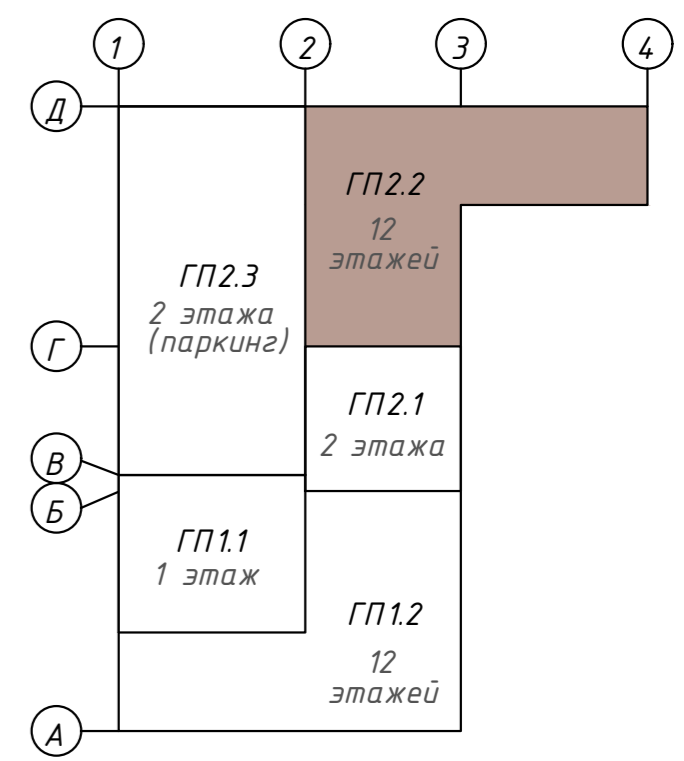 1
2
3
4
Д
ГП2.2
12
этажей
ГП2.3
2 этажа
(паркинг)
Г
ГП2.1
2 этажа
В
Б
ГП1.1
1 этаж
ГП1.2
12
этажей
А